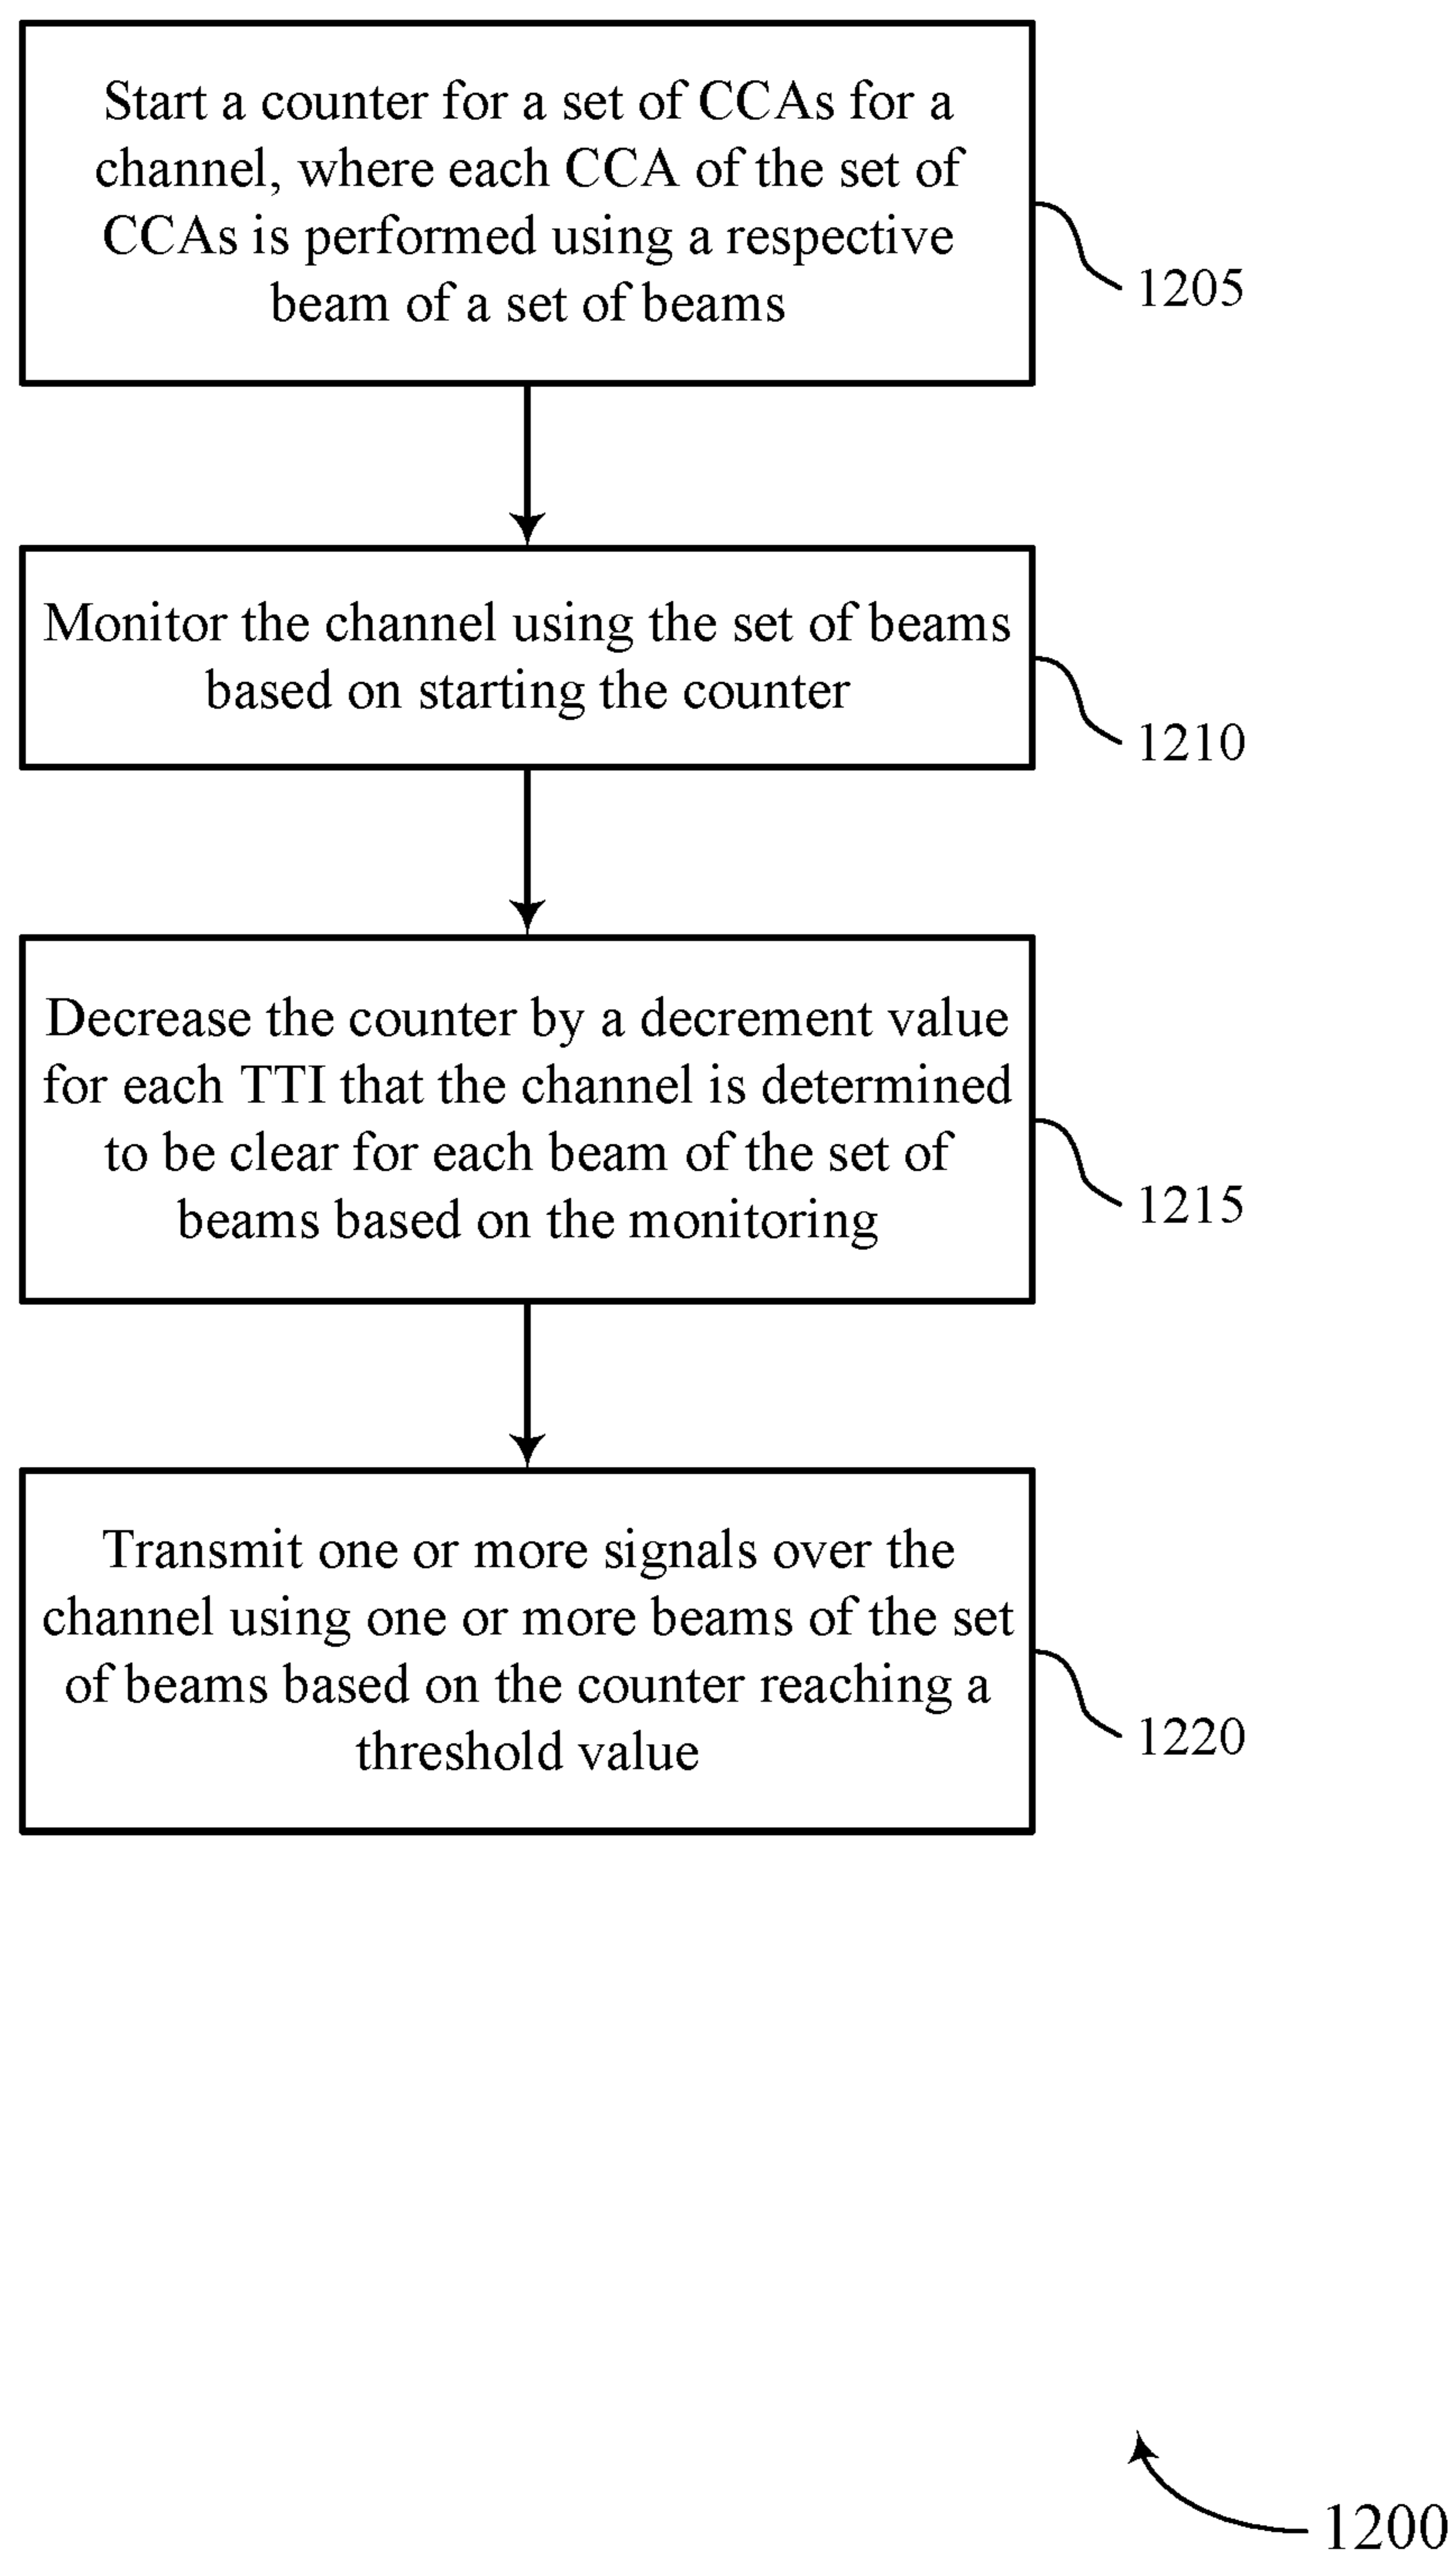 Start a counter for a set of CCAs for a
channel, where each CCA of the set of
CCAs is performed using a respective
beam of a set of beams
1205
Monitor the channel using the set of beams
based on starting the counter
1210
Decrease the counter by a decrement value
for each TTI that the channel is determined
to be clear for each beam of the set of
beams based on the monitoring
1215
Transmit one or more signals over the
channel using one or more beams of the set
of beams based on the counter reaching a
threshold value
1220
1200